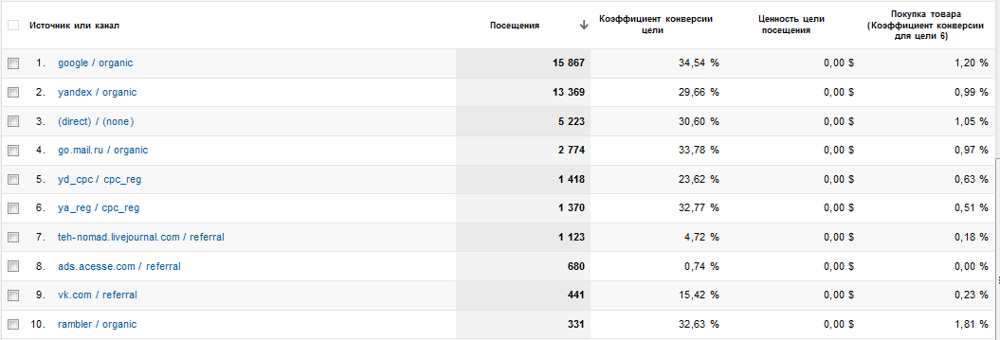 Источник или канал Посещения Коэффициент конверсии цели Ценность цели посещения Покупка товара (Коэффициент конверсии для цели 6)
1. google / organic 15 867 34,54 % 0,00 $ 1,20 %
2. yandex / organic 13 369 29,66 % 0,00 $ 0,99 %
3. (direct) / (none) 5 223 30,60 % 0,00 $ 1,05 %
4. go.mail.ru / organic 2 774 33,78 % 0,00 $ 0,97 %
5. yd_cpc / cpc_reg 1 418 23,62 % 0,00 $ 0,63 %
6. ya_reg / cpc_reg 1 370 32,77 % 0,00 $ 0,51 %
7. teh-nomad.livejournal.com / referral 1 123 4,72 % 0,00 $ 0,18 %
8. ads.acesse.com / referral 680 0,74 % 0,00 $ 0,00 %
9. vk.com / referral 441 15,42 % 0,00 $ 0,23 %
10. rambler / organic 331 32,63 % 0,00 $ 1,81 %